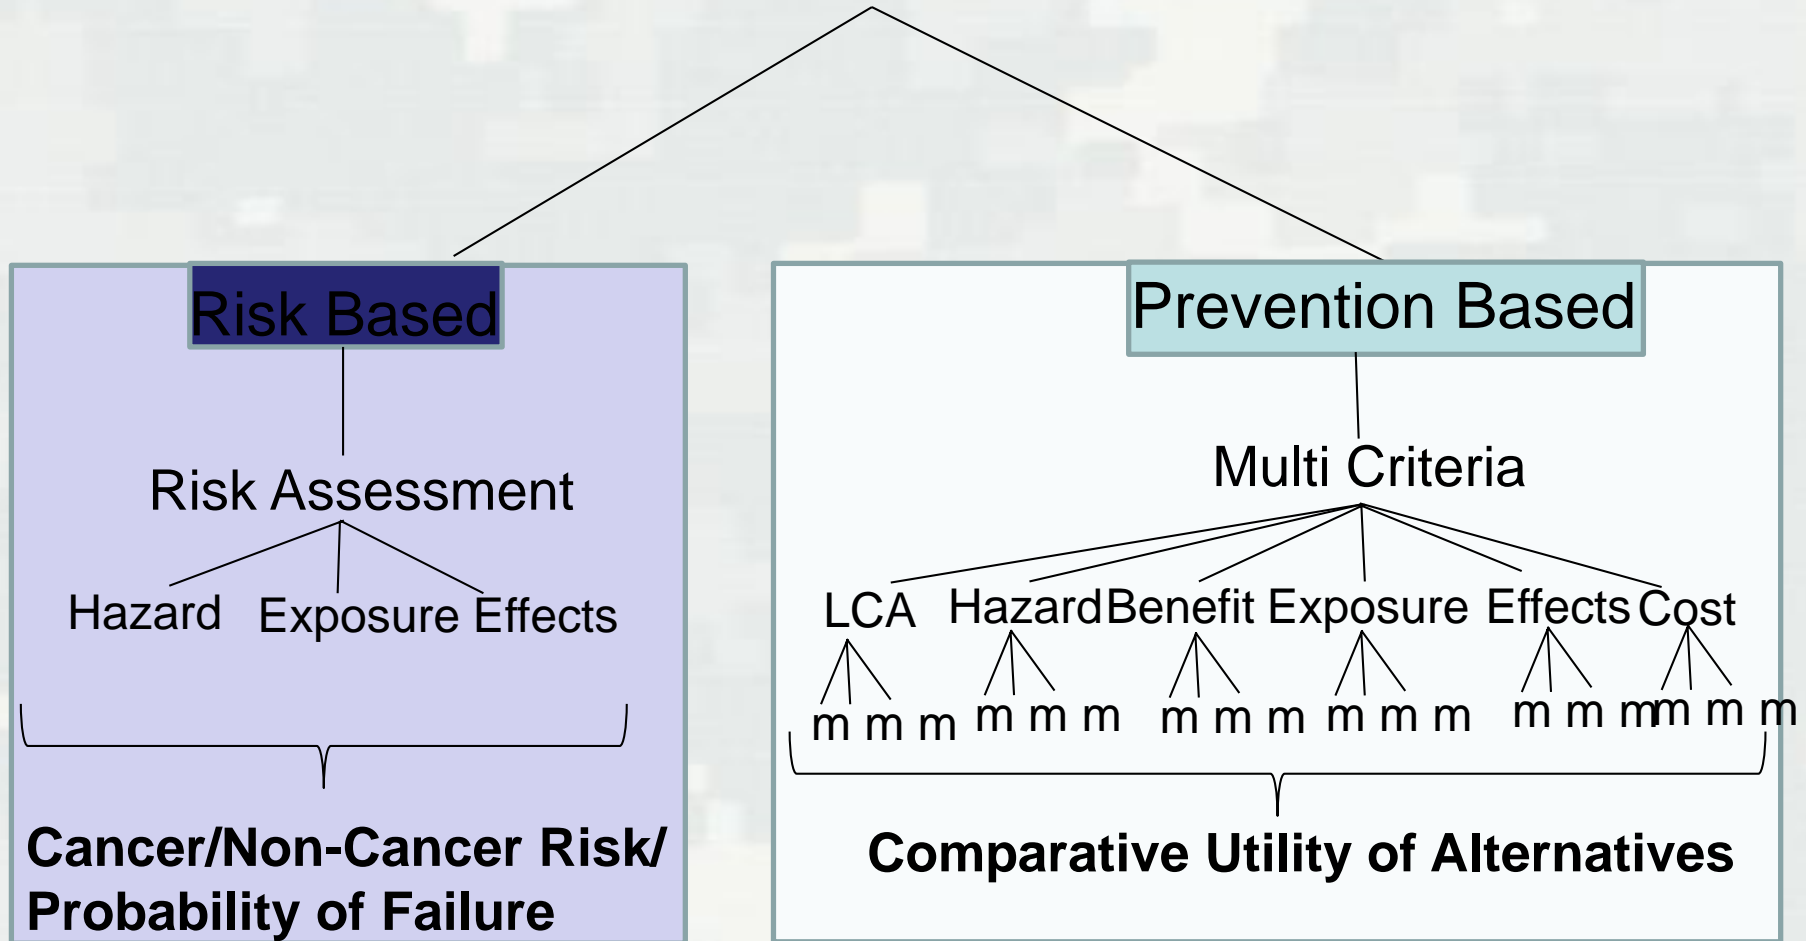 Risk Based
Risk Assessment
Hazard Exposure Effects
Cancer/Non-Cancer Risk/
Probability of Failure
Prevention Based
Multi Criteria
LCA Hazard Benefit Exposure Effects Cost
m m m m m m m m m m m m m m m m m m
Comparative Utility of Alternatives